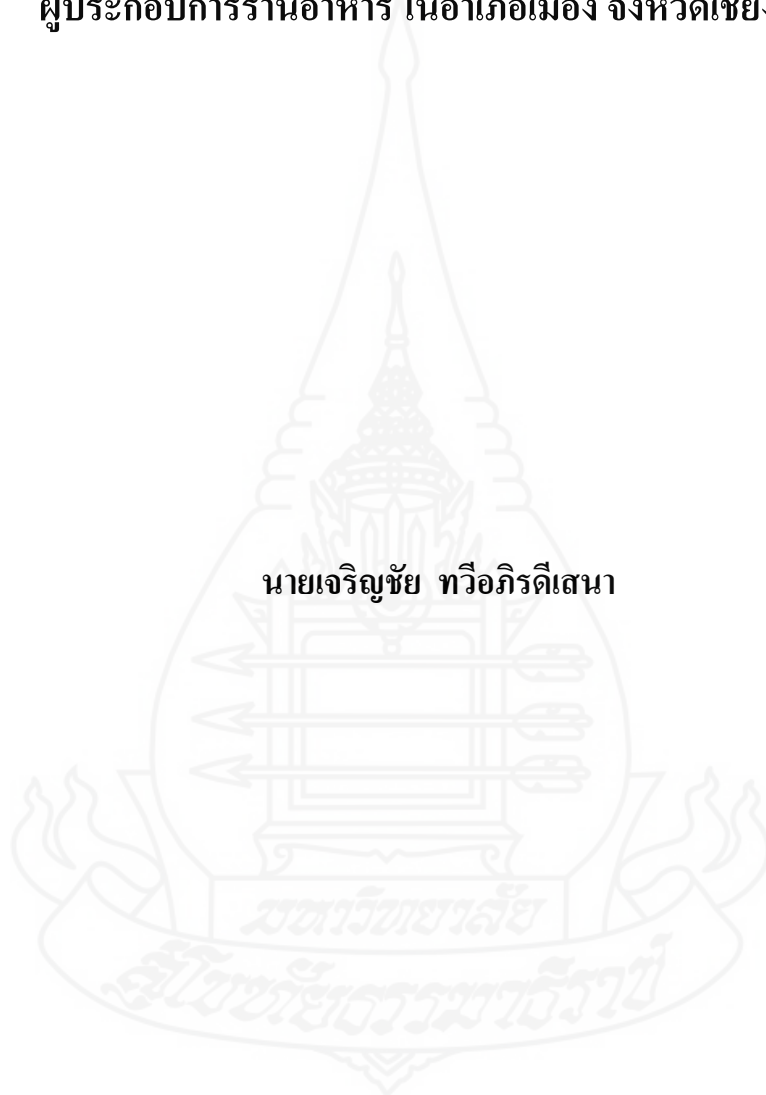 ผู้ประกอบการร้านอาหาร ในอำเภอเมือง จังหวัด
นายเจริญชัย ทวีอภิรดีเสนา
มหาวิทยาลัย
สุโขทัยธรรมาธิราช